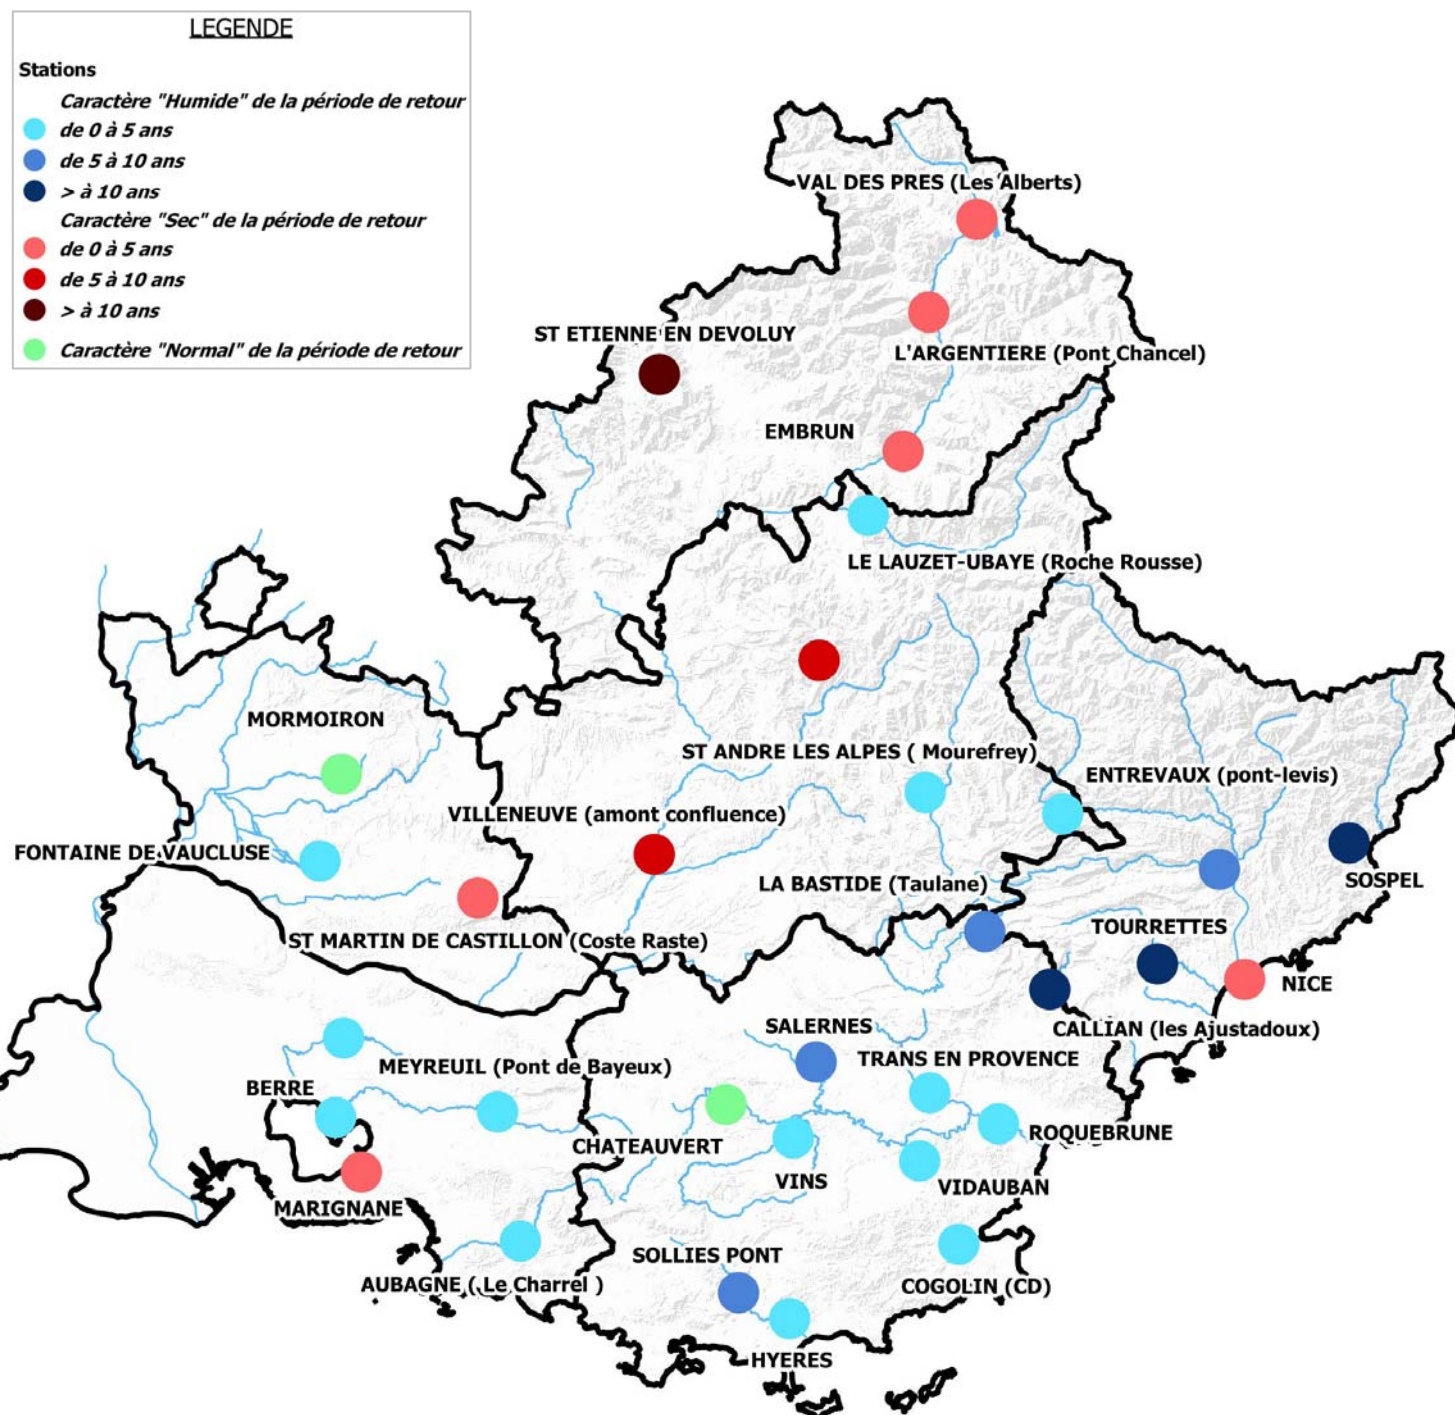 LEGENDE
Stations
Caractère "Humide" de la période de retour
de 0 à 5 ans
de 5 à 10 ans
> à 10 ans
Caractère "Sec" de la période de retour
de 0 à 5 ans
de 5 à 10 ans
> à 10 ans
Caractère "Normal" de la période de retour
VAL DES PRES (Les Alberts)
ST ETIENNE EN DEVOLUY
L'ARGENTIERE (Pont Chancel)
EMBRUN
LE LAUZET-UBAYE (Roche Rousse)
MORMOIRON
ST ANDRE LES ALPES ( Mourefrey)
ENTREVAUX (pont-levis)
VILLENEUVE (amont confluence)
FONTAINE DE VAUCLUSE
LA BASTIDE (Taulane)
SOSPEL
TOURRETTES
ST MARTIN DE CASTILLON (Coste Raste)
NICE
SALERNES
CALLIAN (les Ajustadoux)
TRANS EN PROVENCE
MEYREUIL (Pont de Bayeux)
BERRE
ROQUEBRUNE
CHATEAUVERT
VINS
VIDAUBAN
MARIGNANE
SOLLIES PONT
AUBAGNE ( Le Charrel )
COGOLIN (CD)
HYERES